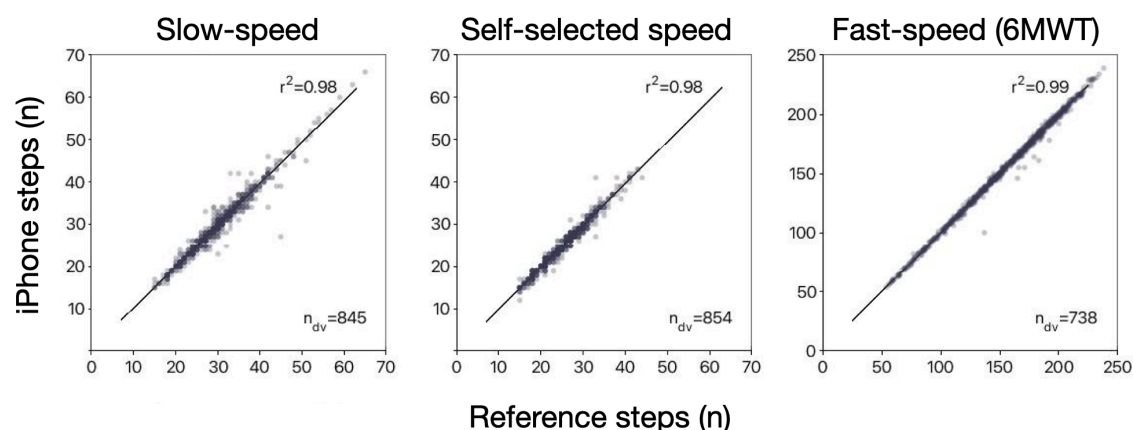 Slow-speed
Self-selected speed
Fast-speed (6MWT)
iPhone steps (n)
70
60
50
40
30
20
10
r²=0.98
n_dv=845
0 10 20 30 40 50 60 70
70
60
50
40
30
20
10
r²=0.98
n_dv=854
0 10 20 30 40 50 60 70
250
200
150
100
50
0
r²=0.99
n_dv=738
0 50 100 150 200 250
Reference steps (n)